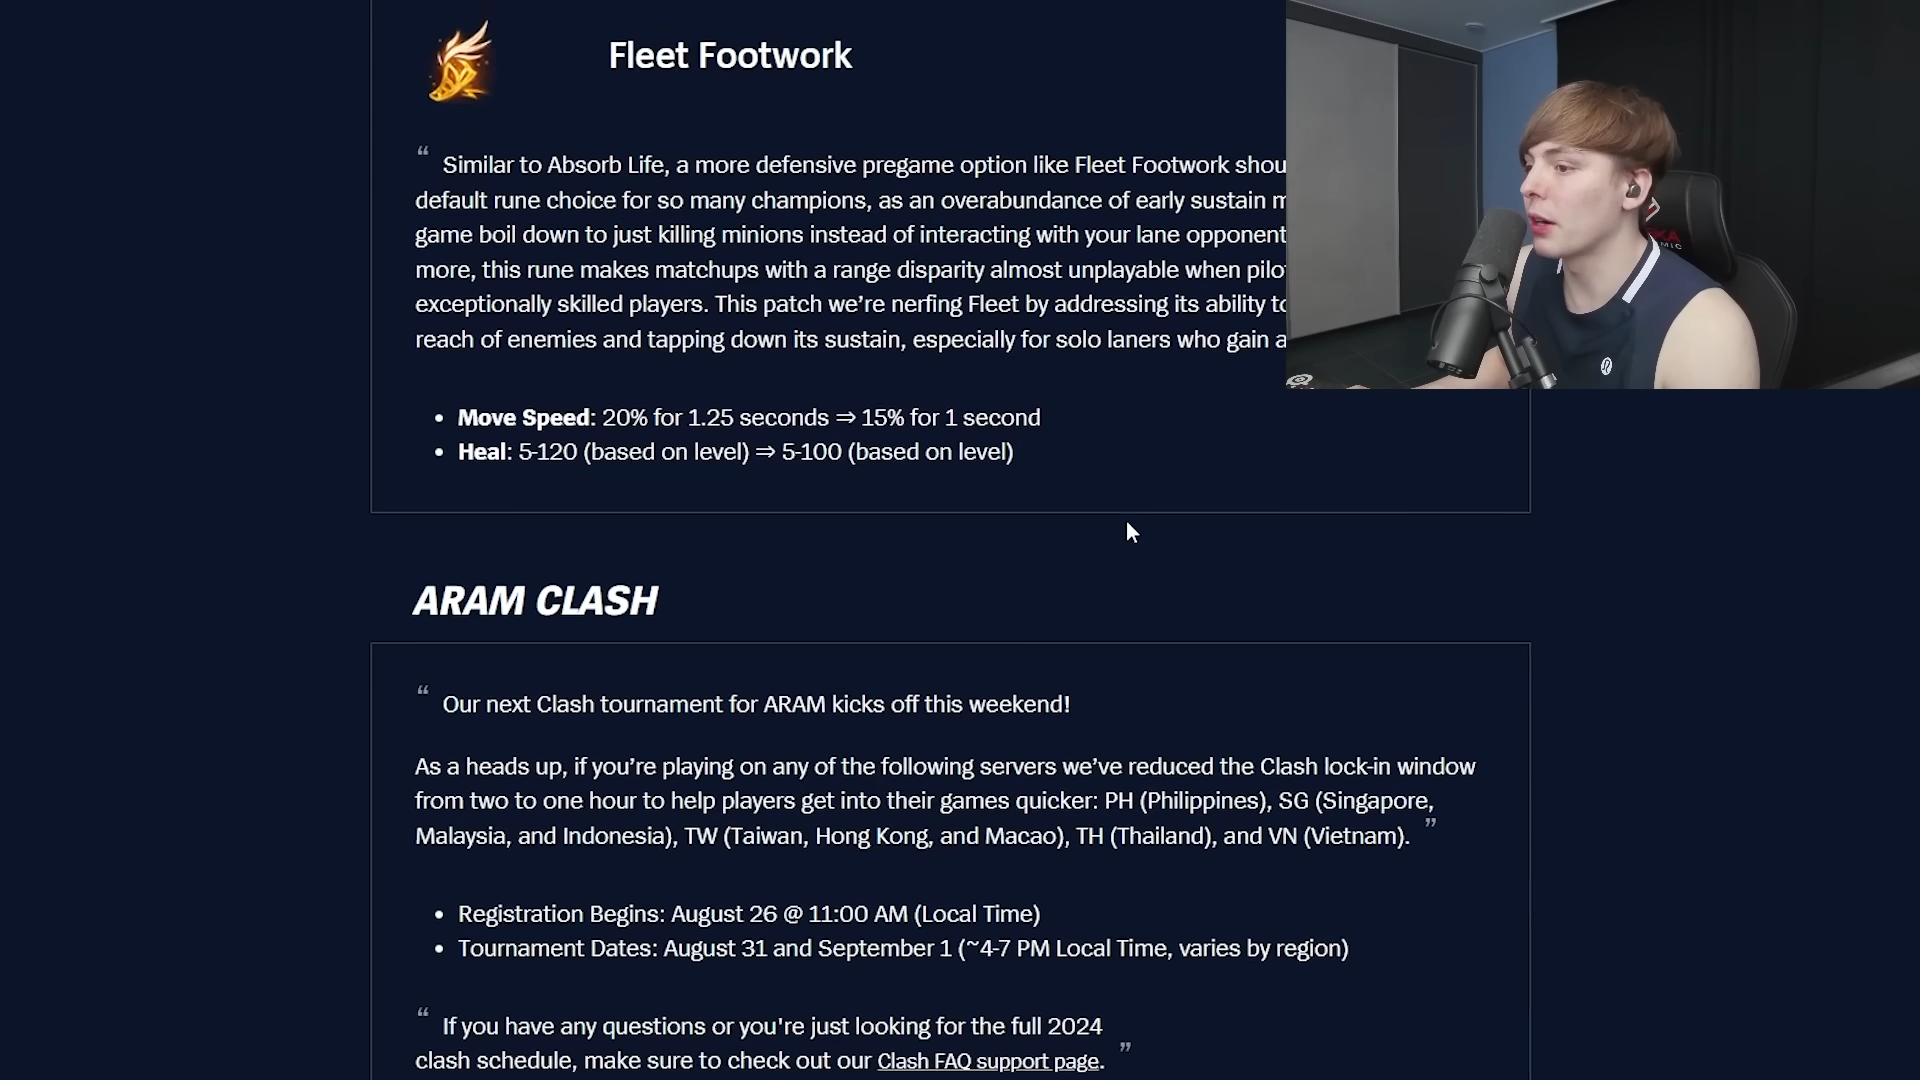 Fleet Footwork
“ Similar to Absorb Life, a more defensive pregame option like Fleet Footwork
default rune choice for so many champions, as an overabundance of early sustain
game boil down to just killing minions instead of interacting with your lane opponent
more, this rune makes matchups with a range disparity almost unplayable when
exceptionally skilled players. This patch we’re nerfing Fleet by addressing its ability
reach of enemies and tapping down its sustain, especially for solo laners who gain
• Move Speed: 20% for 1.25 seconds ⇒ 15% for 1 second
• Heal: 5-120 (based on level) ⇒ 5-100 (based on level)
ARAM CLASH
“ Our next Clash tournament for ARAM kicks off this weekend!
As a heads up, if you’re playing on any of the following servers we’ve reduced the Clash lock-in window
from two to one hour to help players get into their games quicker: PH (Philippines), SG (Singapore,
Malaysia, and Indonesia), TW (Taiwan, Hong Kong, and Macao), TH (Thailand), and VN (Vietnam). ”
• Registration Begins: August 26 @ 11:00 AM (Local Time)
• Tournament Dates: August 31 and September 1 (~4-7 PM Local Time, varies by region)
“ If you have any questions or you're just looking for the full 2024
clash schedule, make sure to check out our Clash FAQ support page. ”